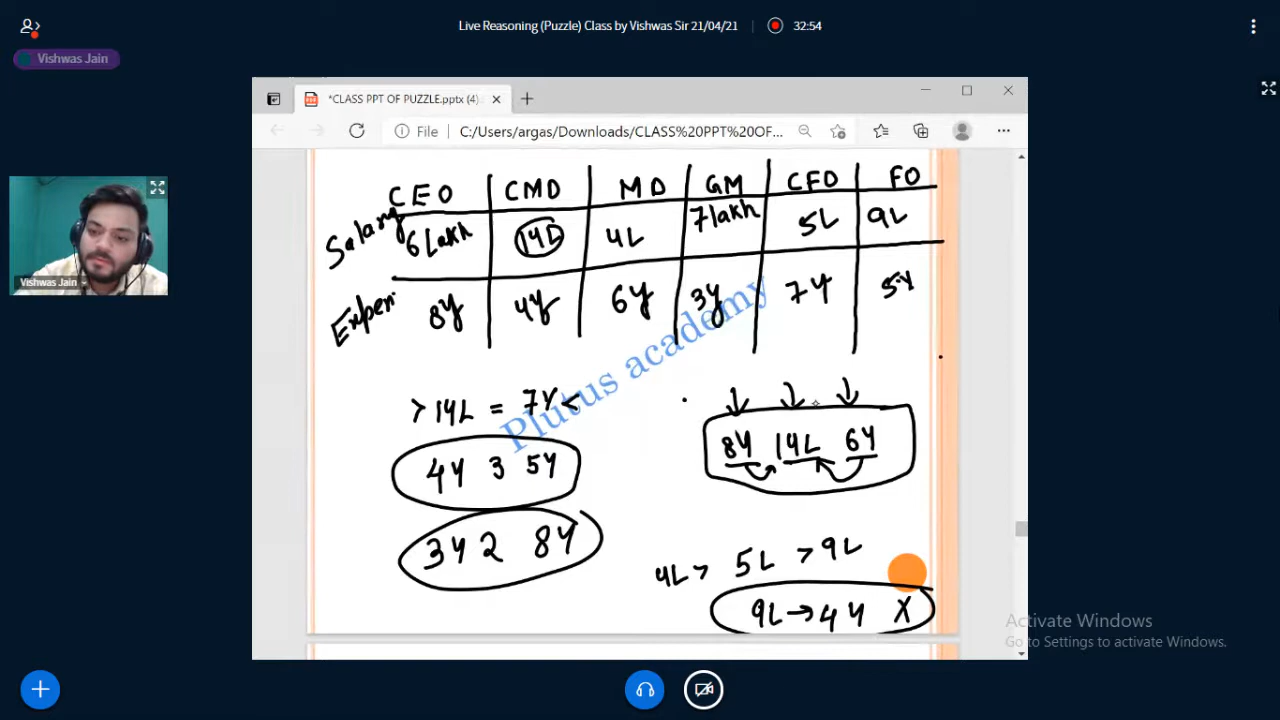 Live Reasoning (Puzzle) Class by Vishwas Sir 21/04/21 32:54
Vishwas Jain
*CLASS PPT OF PUZZLE.pptx (4).
File C:/Users/argas/Downloads/CLASS%20PPT%20OF...
CEO CMD MD GM CFO FO
Salary 6 Lakh 14L 4L 7 lakh 5L 9L
Experi 8Y 4Y 6Y 3Y 7Y 5Y
Plutus academy
> 14L = 7Y <
8Y 14L 6Y
4Y 3 5Y
3Y 2 8Y
4L > 5L > 9L
9L → 4Y X
Vishwas Jain
Activate Windows
Go to Settings to activate Windows.